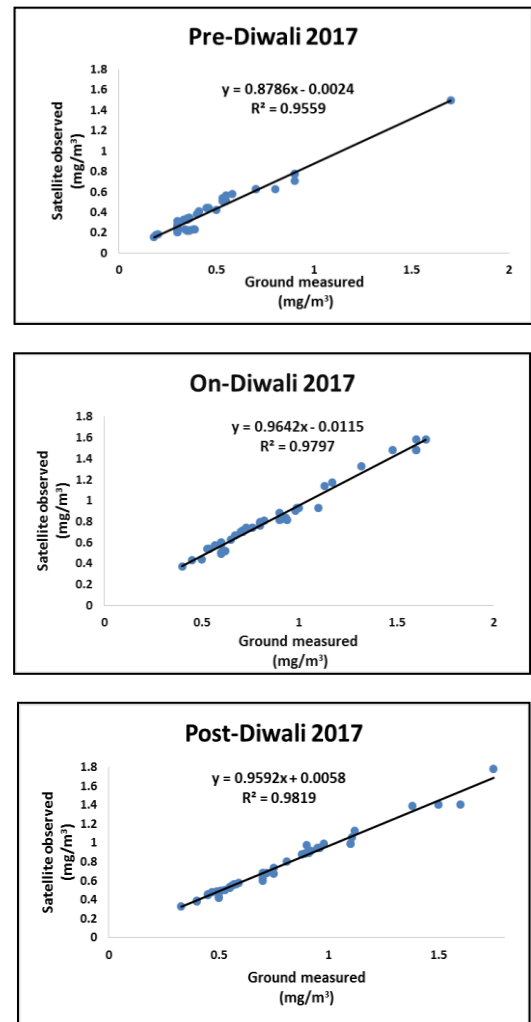 Pre-Diwali 2017
y = 0.8786x - 0.0024
R² = 0.9559
Satellite observed
(mg/m³)
1.8
1.6
1.4
1.2
1
0.8
0.6
0.4
0.2
0
0 0.5 1 1.5 2
Ground measured
(mg/m³)
On-Diwali 2017
y = 0.9642x - 0.0115
R² = 0.9797
Satellite observed
(mg/m³)
1.8
1.6
1.4
1.2
1
0.8
0.6
0.4
0.2
0
0 0.5 1 1.5 2
Ground measured
(mg/m³)
Post-Diwali 2017
y = 0.9592x + 0.0058
R² = 0.9819
Satellite observed
(mg/m³)
1.8
1.6
1.4
1.2
1
0.8
0.6
0.4
0.2
0
0 0.5 1 1.5
Ground measured
(mg/m³)